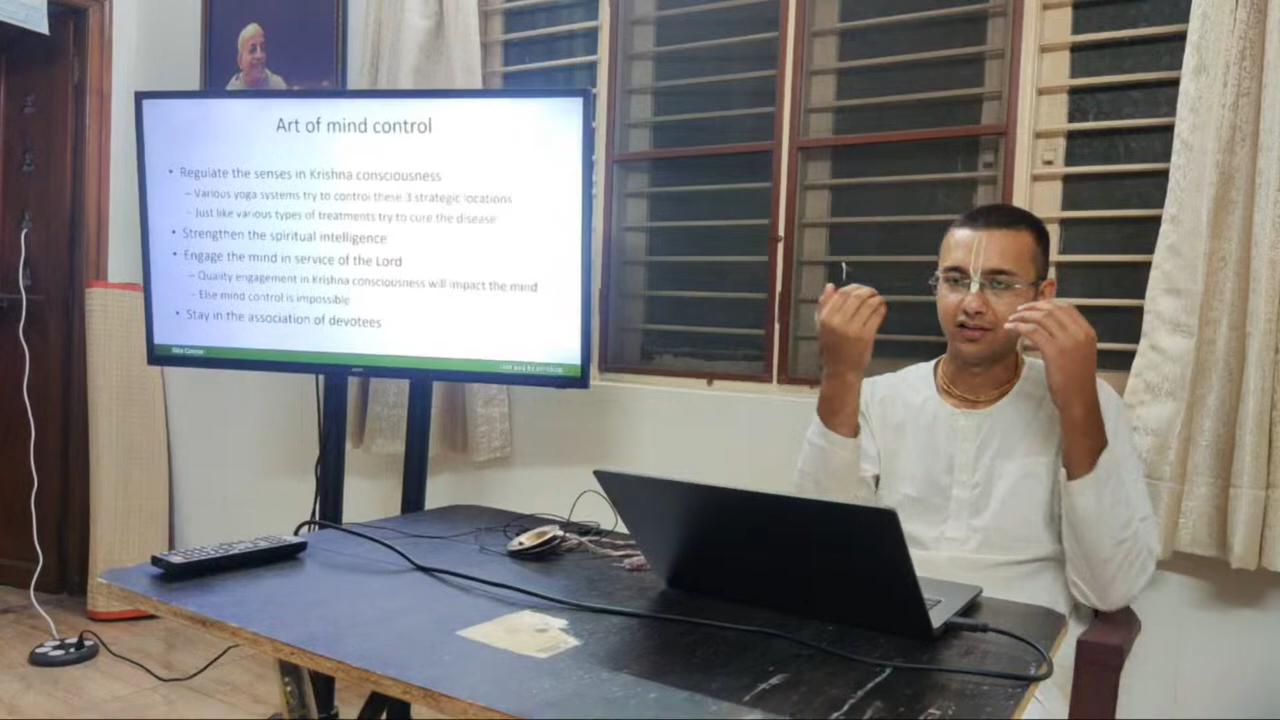 Art of mind control
• Regulate the senses in Krishna consciousness
– Various yoga systems try to control these 3 strategic locations
– Just like various types of treatments try to cure the disease
• Strengthen the spiritual intelligence
• Engage the mind in service of the Lord
– Quality engagement in Krishna consciousness will impact the mind
– Else mind control is impossible
• Stay in the association of devotees